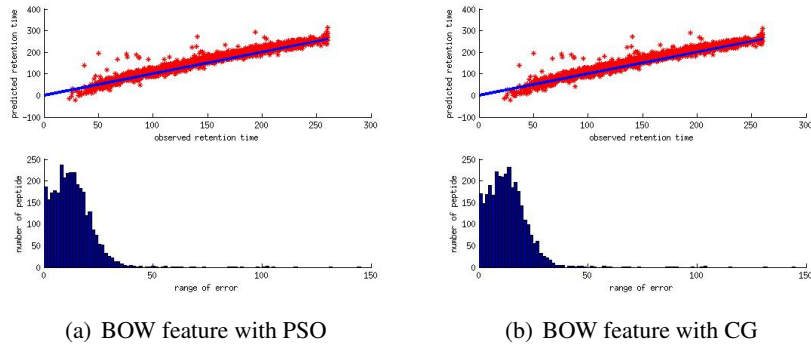 400
300
200
100
0
-100
predicted retention time
0 50 100 150 200 250 300
observed retention time
250
200
150
100
50
0
number of peptide
0 50 100 150
range of error
(a) BOW feature with PSO
400
300
200
100
0
-100
predicted retention time
0 50 100 150 200 250 300
observed retention time
250
200
150
100
50
0
number of peptide
0 50 100 150
range of error
(b) BOW feature with CG